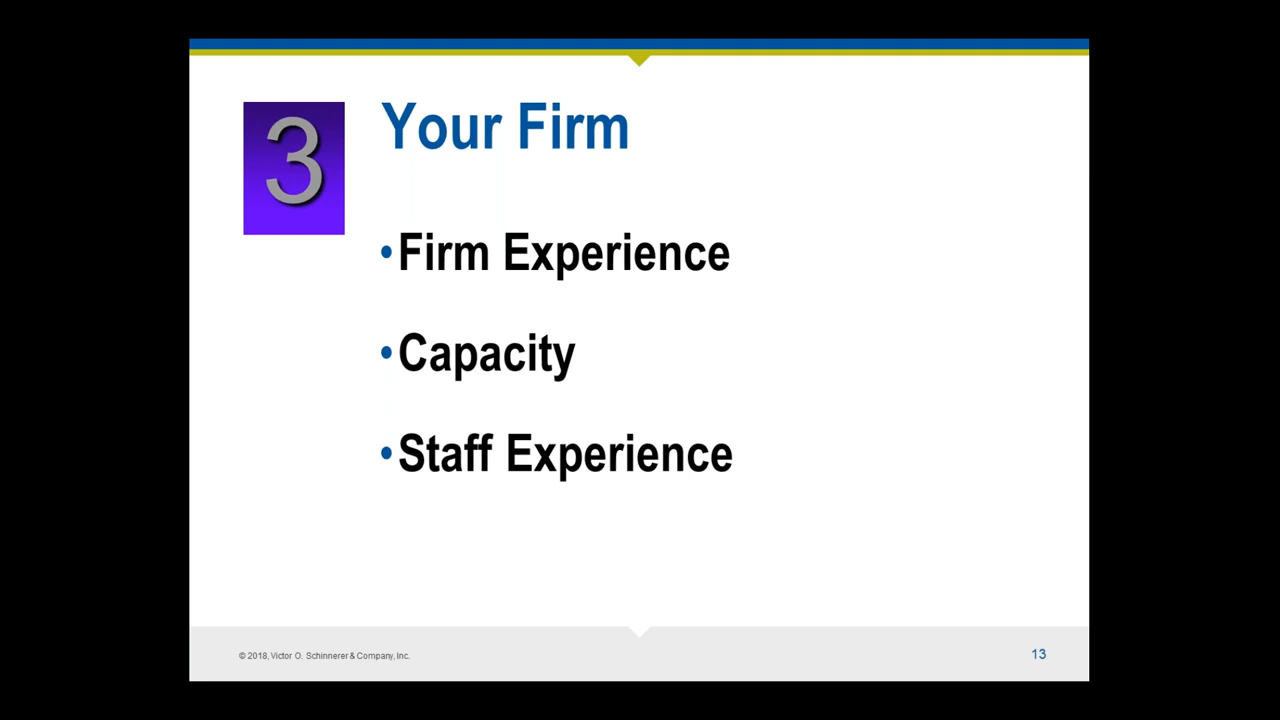 3
Your Firm
•Firm Experience
•Capacity
•Staff Experience
© 2018, Victor O. Schinnerer & Company, Inc.
13